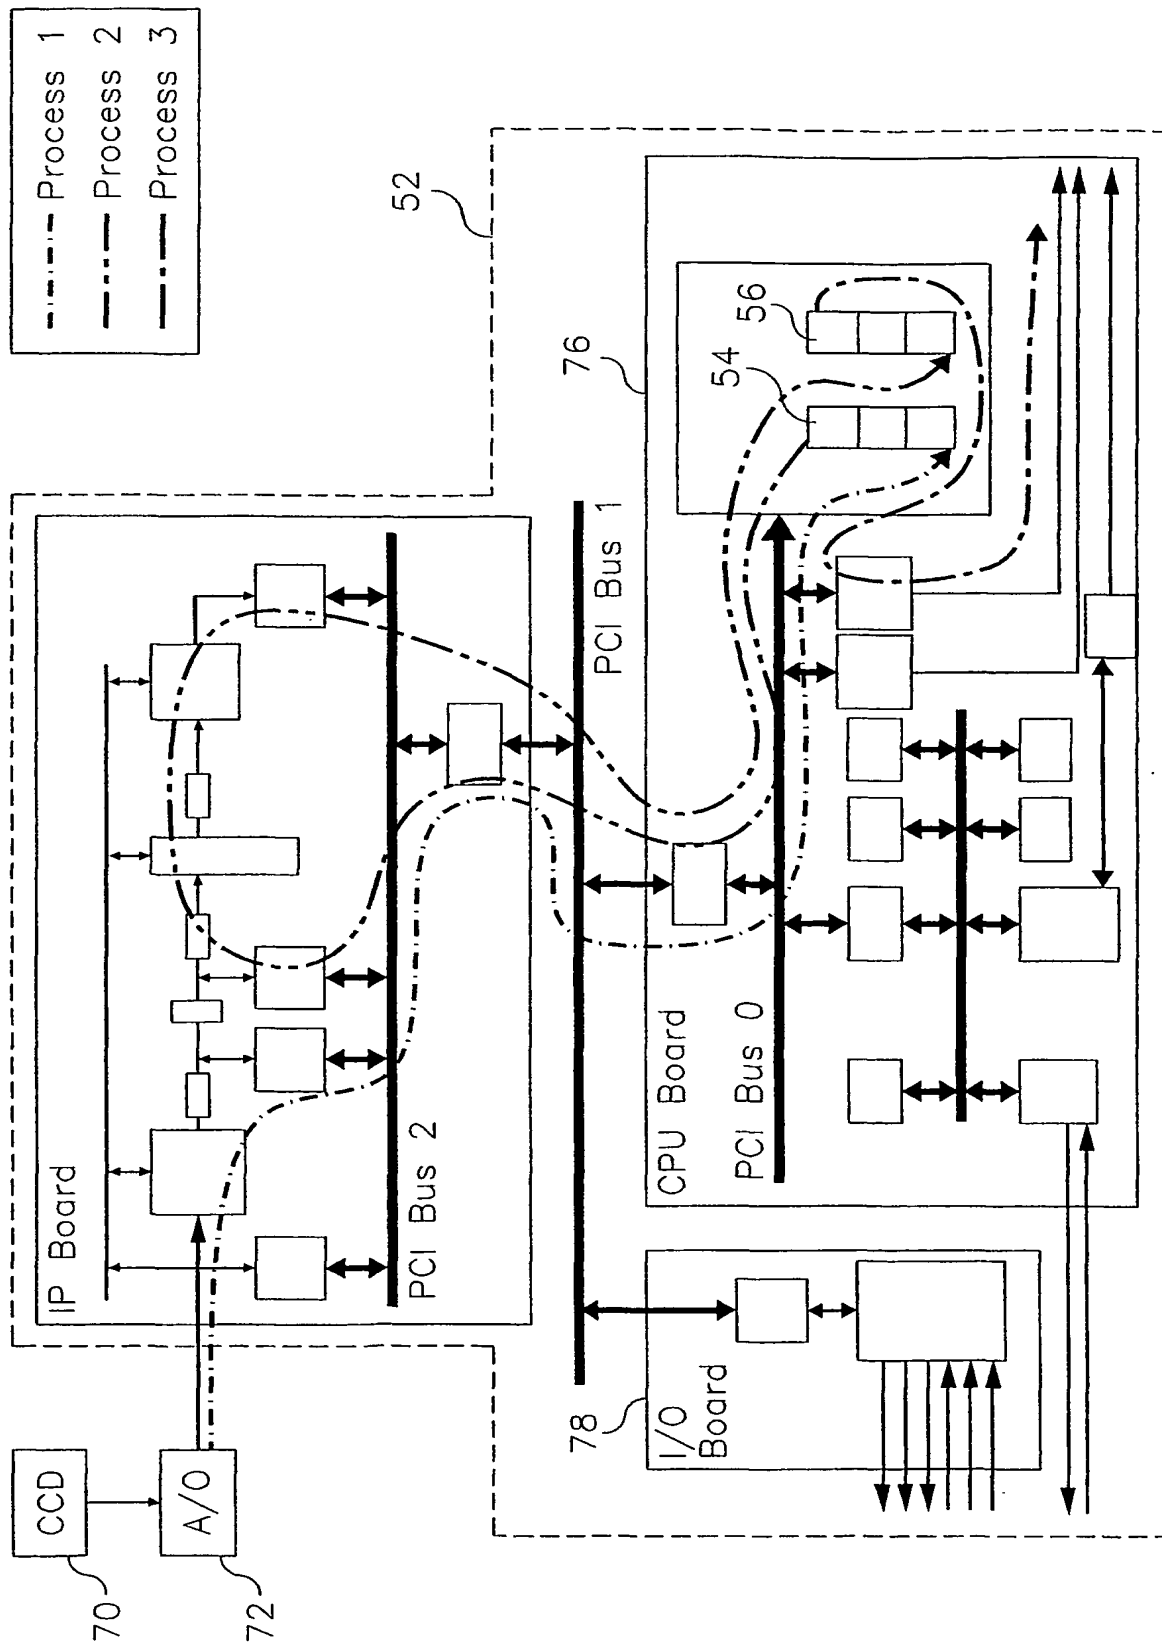 Process 1
Process 2
Process 3
CCD
70
A/O
72
IP Board
PCI Bus 2
52
PCI Bus 1
78
I/O
Board
CPU Board
PCI Bus 0
76
54
56